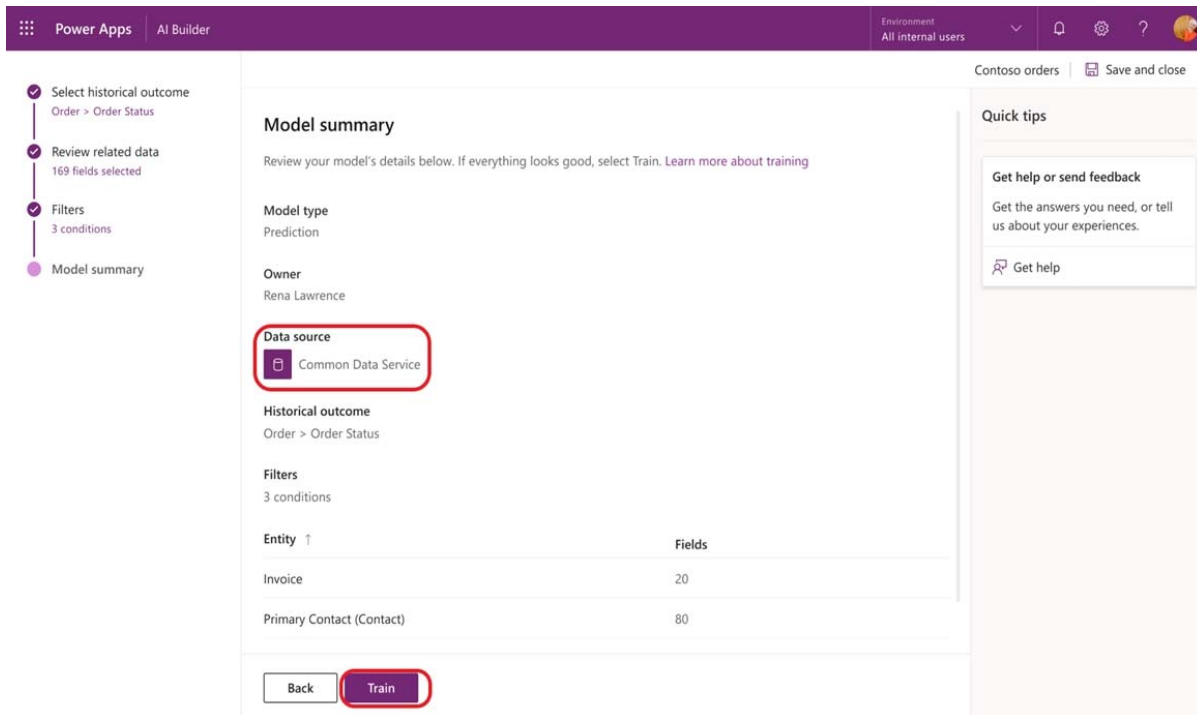 Power Apps AI Builder
Environment
All internal users
?
Contoso orders Save and close
Select historical outcome
Order > Order Status
Review related data
169 fields selected
Filters
3 conditions
Model summary
Model summary
Review your model's details below. If everything looks good, select Train. Learn more about training
Model type
Prediction
Owner
Rena Lawrence
Data source
Common Data Service
Historical outcome
Order > Order Status
Filters
3 conditions
Entity ↑ Fields
Invoice 20
Primary Contact (Contact) 80
Back Train
Quick tips
Get help or send feedback
Get the answers you need, or tell
us about your experiences.
Get help